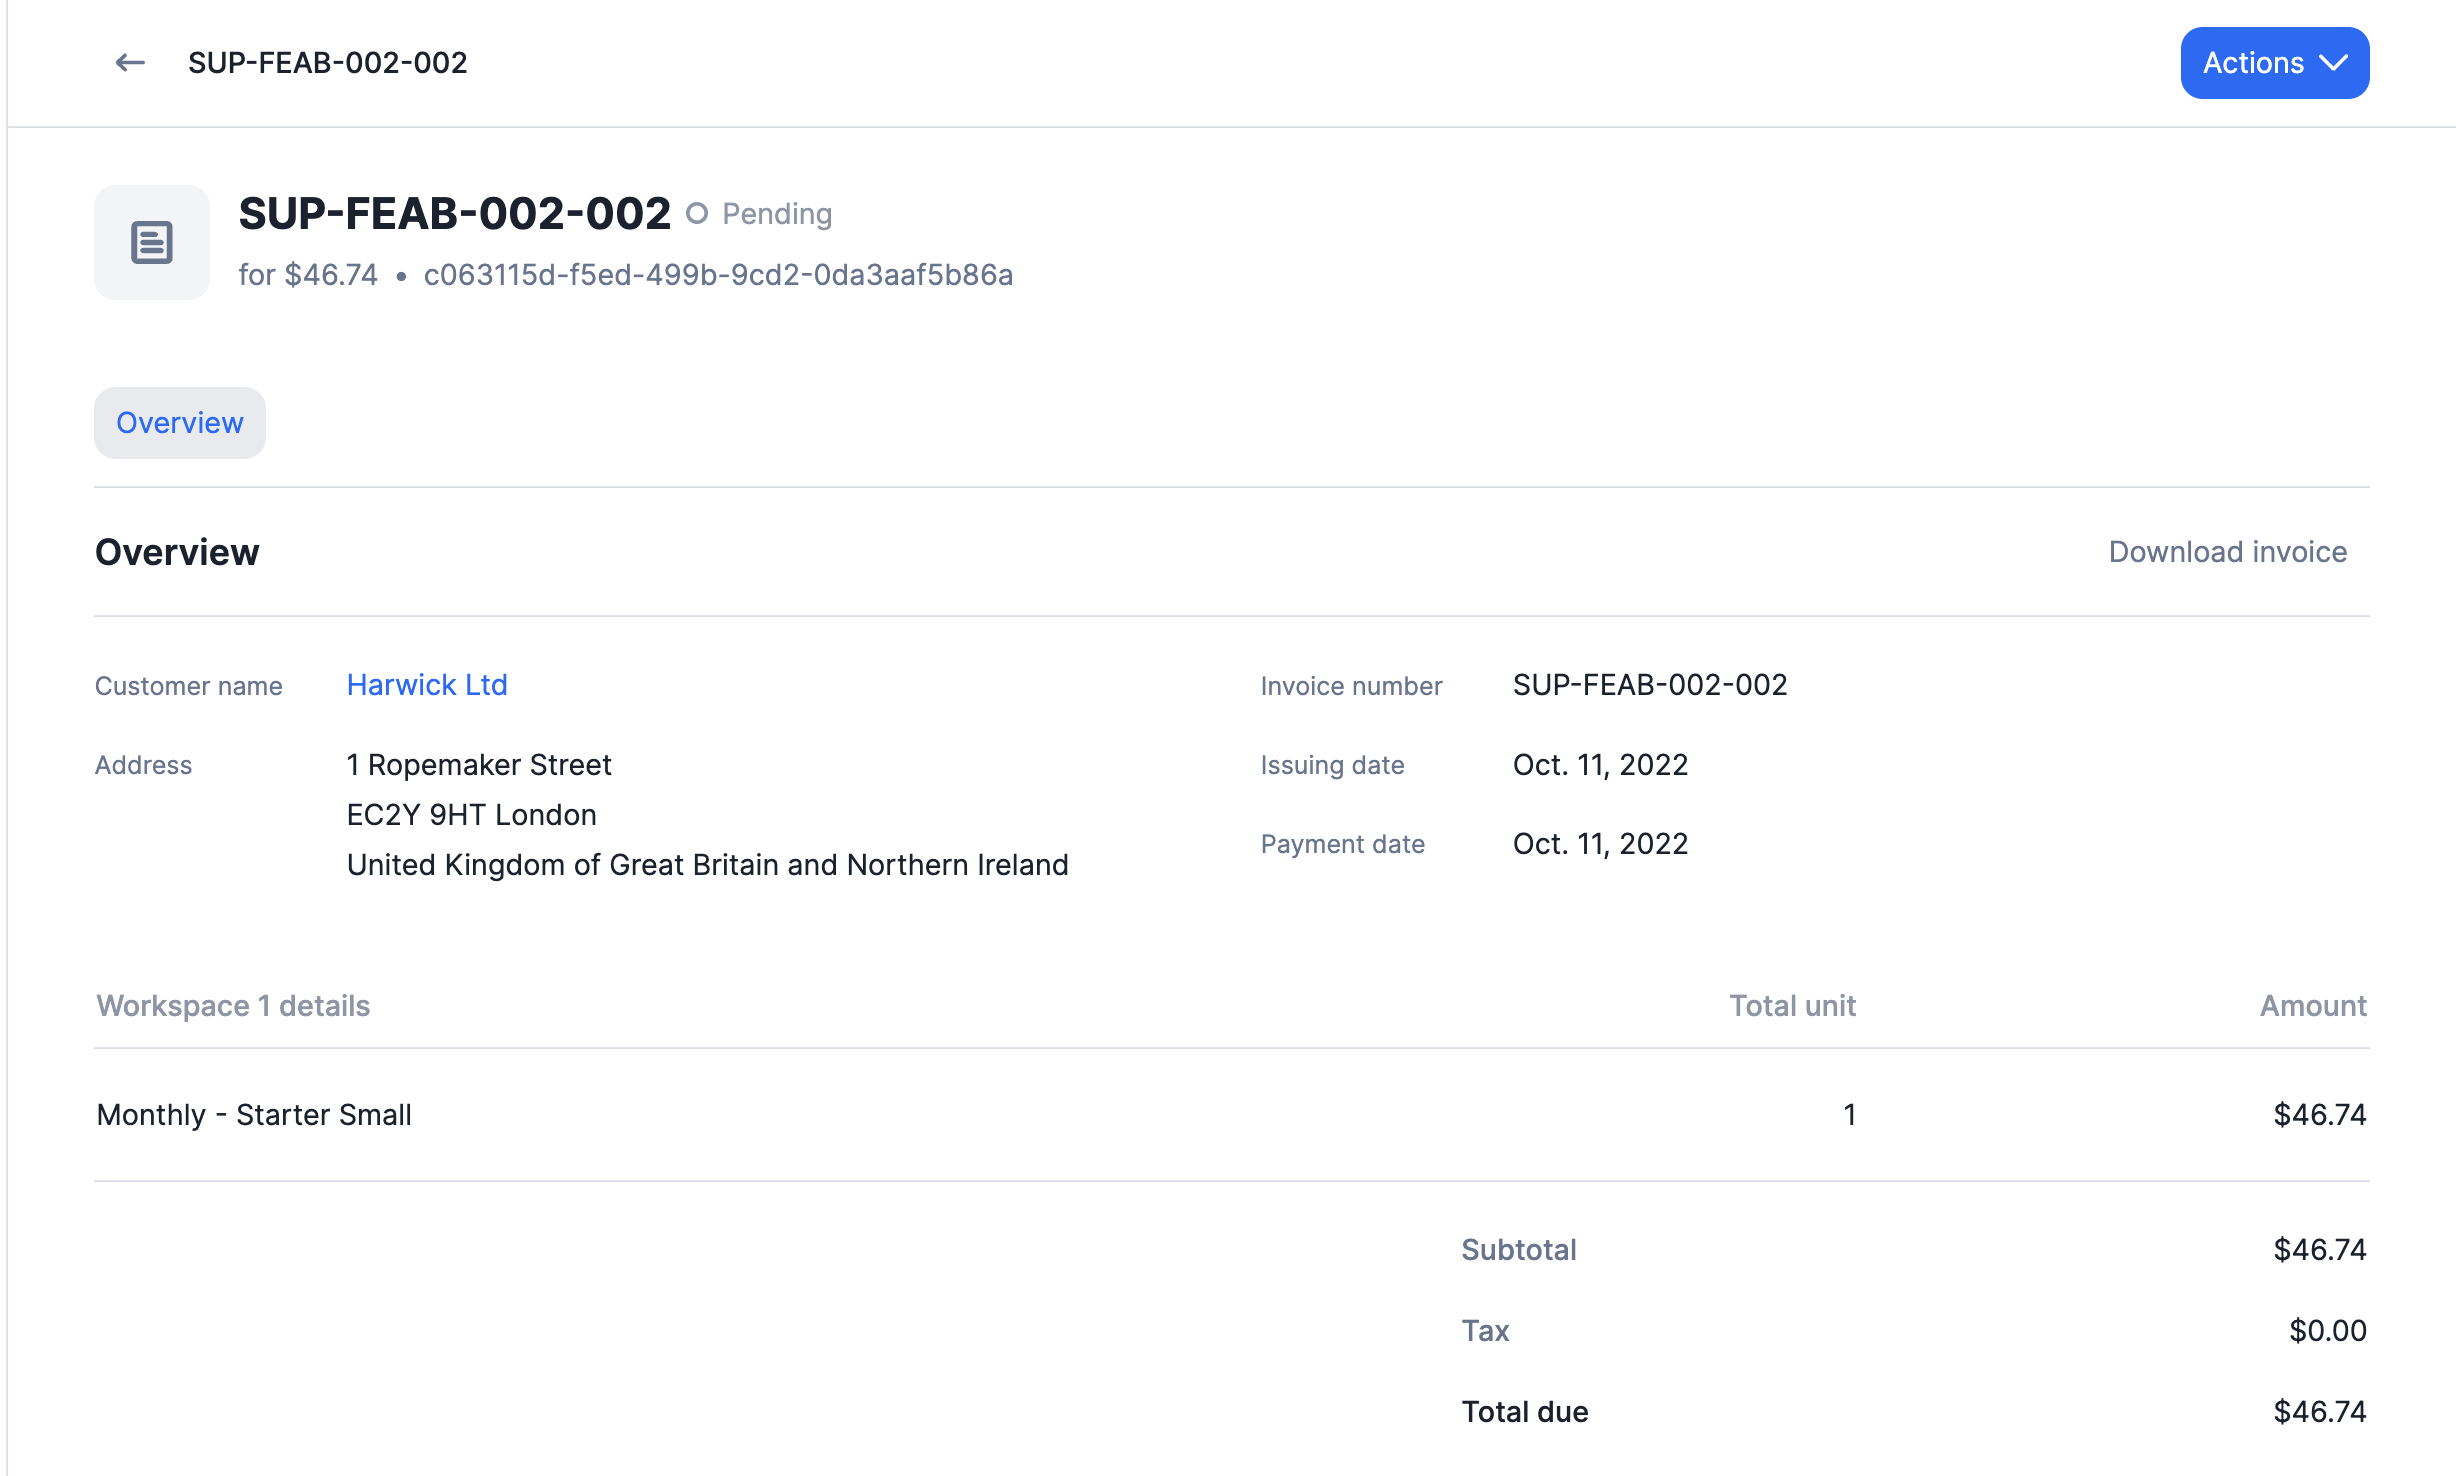 SUP-FEAB-002-002
Actions
SUP-FEAB-002-002 Pending
for $46.74 • c063115d-f5ed-499b-9cd2-0da3aaf5b86a
Overview
Overview
Download invoice
Customer name Harwick Ltd
Address 1 Ropemaker Street
EC2Y 9HT London
United Kingdom of Great Britain and Northern Ireland
Invoice number SUP-FEAB-002-002
Issuing date Oct. 11, 2022
Payment date Oct. 11, 2022
Workspace 1 details Total unit Amount
Monthly - Starter Small 1 $46.74
Subtotal $46.74
Tax $0.00
Total due $46.74